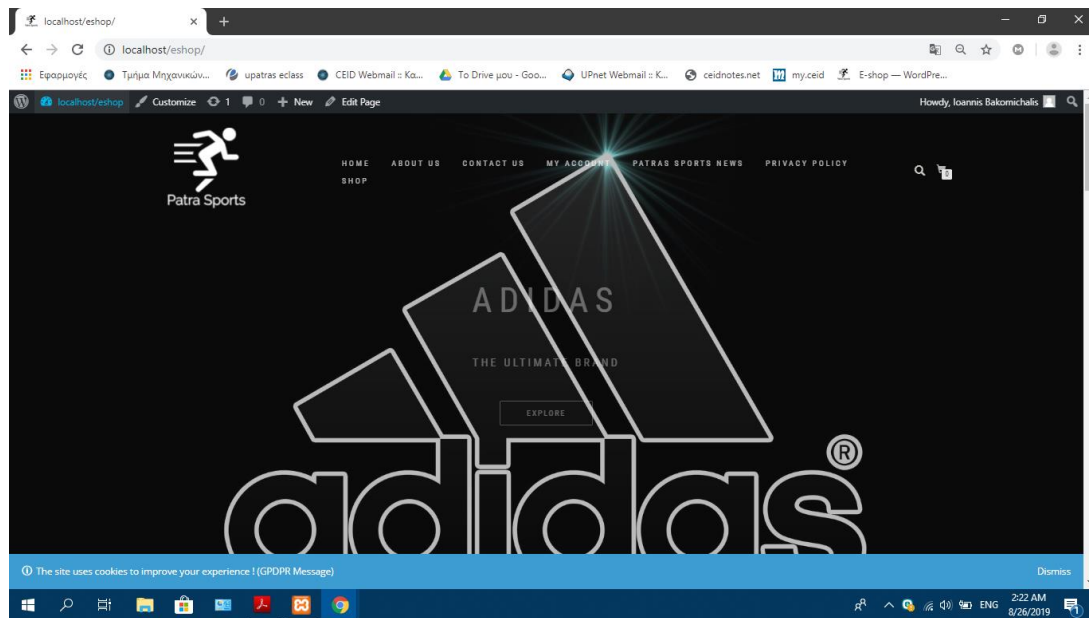 localhost/eshop/
localhost/eshop/
Εφαρμογές Τμήμα Μηχανικών... upatras eclass CEID Webmail :: Κα... Το Drive μου - Goo... UPnet Webmail :: Κ... ceidnotes.net my.ceid E-shop — WordPre...
localhost/eshop Customize 1 0 + New Edit Page Howdy, Ioannis Bakomichalis
HOME ABOUT US CONTACT US MY ACCOUNT PATRAS SPORTS NEWS PRIVACY POLICY
SHOP
0
Patra Sports
ADIDAS
THE ULTIMATE BRAND
EXPLORE
adidas®
The site uses cookies to improve your experience ! (GPDPR Message) Dismiss
ENG 2:22 AM
8/26/2019
1